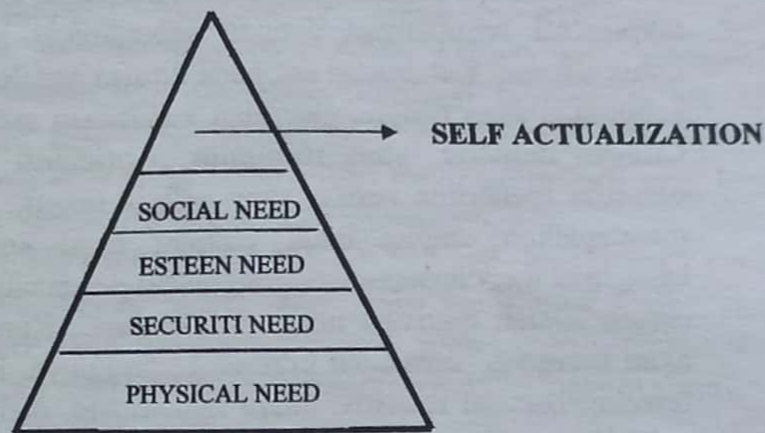 SELF ACTUALIZATION
SOCIAL NEED
ESTEEN NEED
SECURITI NEED
PHYSICAL NEED